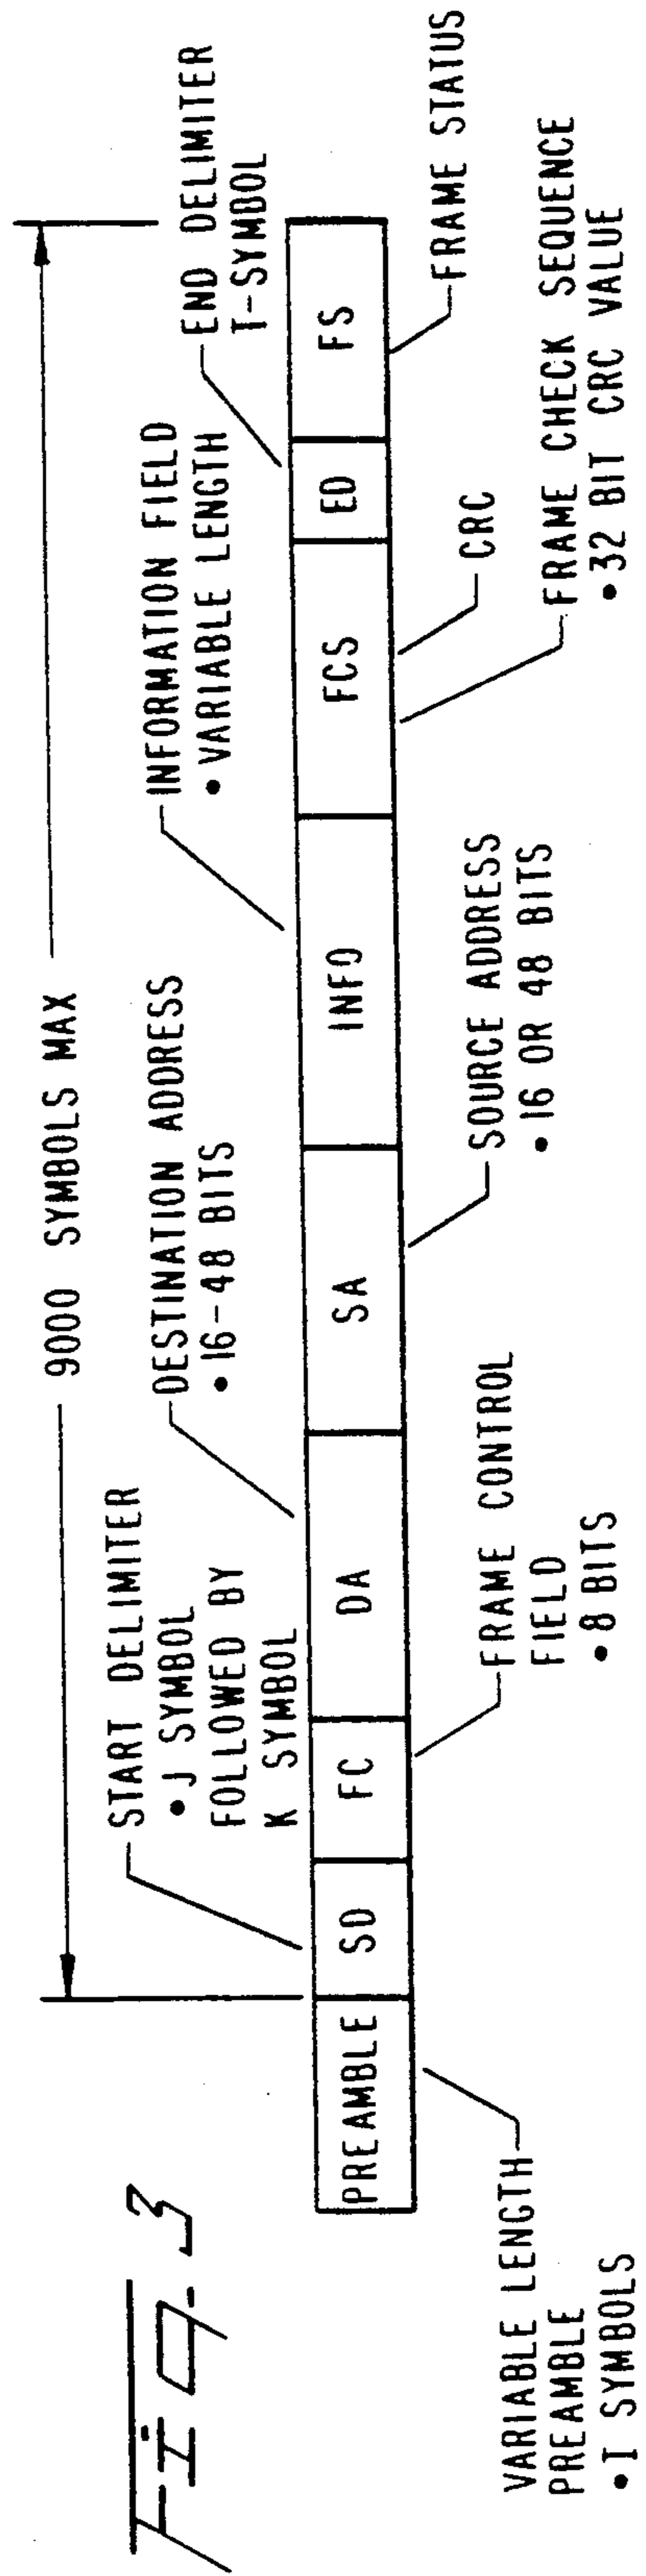 Fig. 3
9000 SYMBOLS MAX
START DELIMITER
• J SYMBOL
FOLLOWED BY
K SYMBOL
DESTINATION ADDRESS
• 16-48 BITS
INFORMATION FIELD
• VARIABLE LENGTH
END DELIMITER
T-SYMBOL
PREAMBLE
SD
FC
DA
SA
INFO
FCS
ED
FS
VARIABLE LENGTH
PREAMBLE
• I SYMBOLS
FRAME CONTROL
FIELD
• 8 BITS
SOURCE ADDRESS
• 16 OR 48 BITS
CRC
FRAME CHECK SEQUENCE
• 32 BIT CRC VALUE
FRAME STATUS